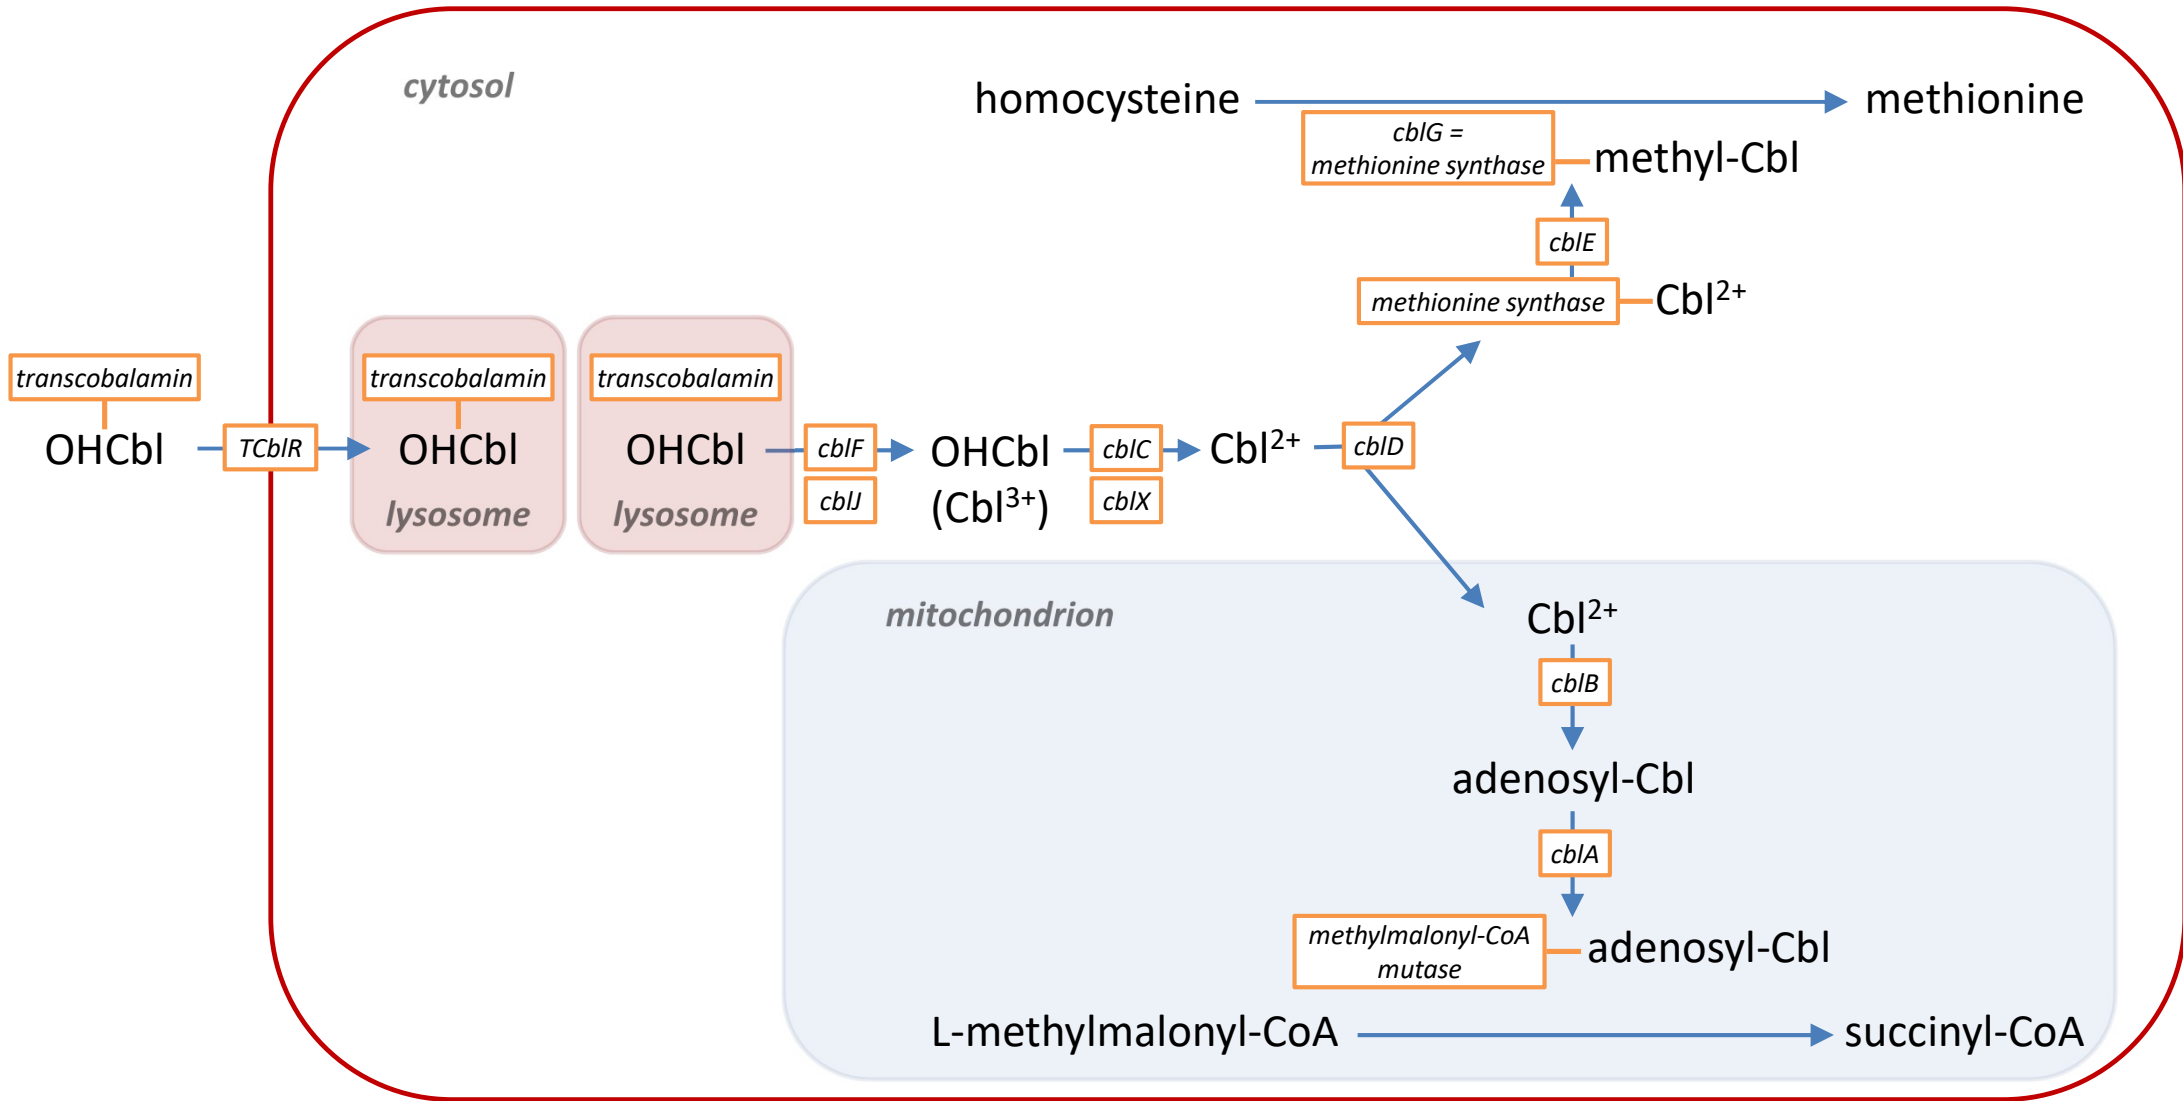 cytosol
homocysteine
methionine
cblG =
methionine synthase
methyl-Cbl
cblE
methionine synthase
Cbl²⁺
transcobalamin
OHCbl
TCblR
transcobalamin
OHCbl
lysosome
transcobalamin
OHCbl
lysosome
cblF
cblJ
OHCbl
(Cbl³⁺)
cblC
cblX
Cbl²⁺
cblD
mitochondrion
Cbl²⁺
cblB
adenosyl-Cbl
cblA
methylmalonyl-CoA
mutase
adenosyl-Cbl
L-methylmalonyl-CoA
succinyl-CoA